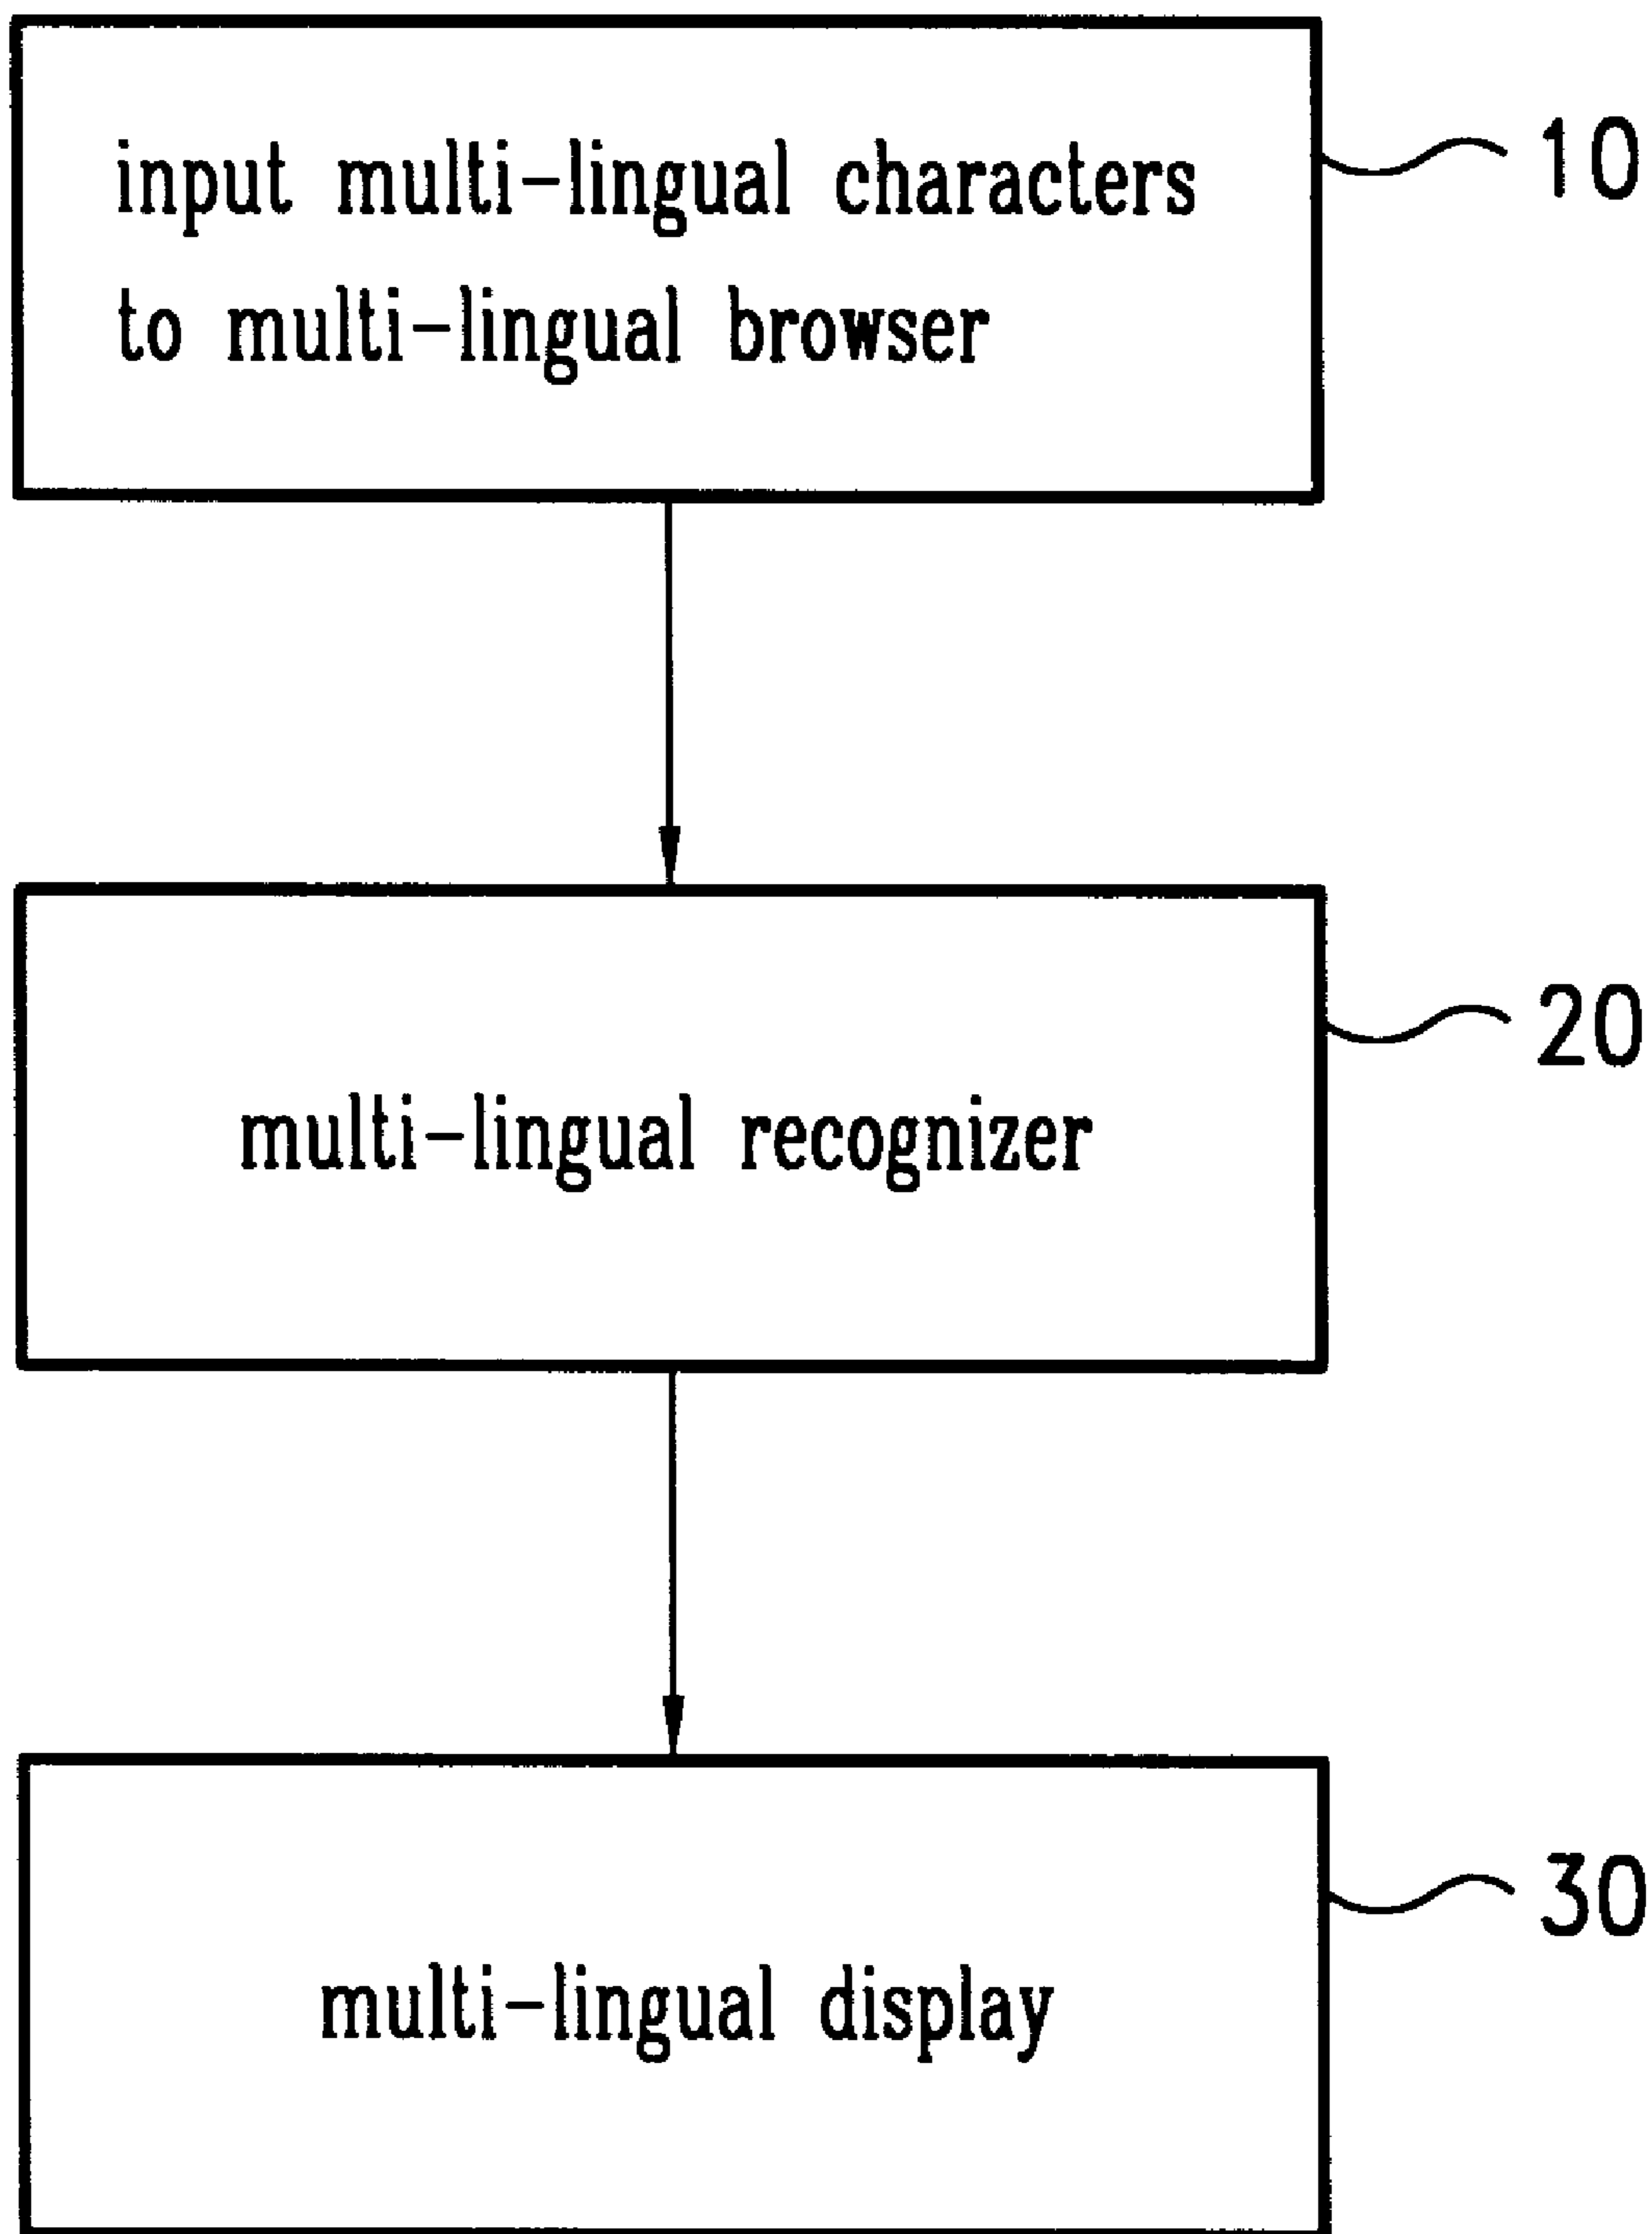 input multi-lingual characters
to multi-lingual browser
10
multi-lingual recognizer
20
multi-lingual display
30